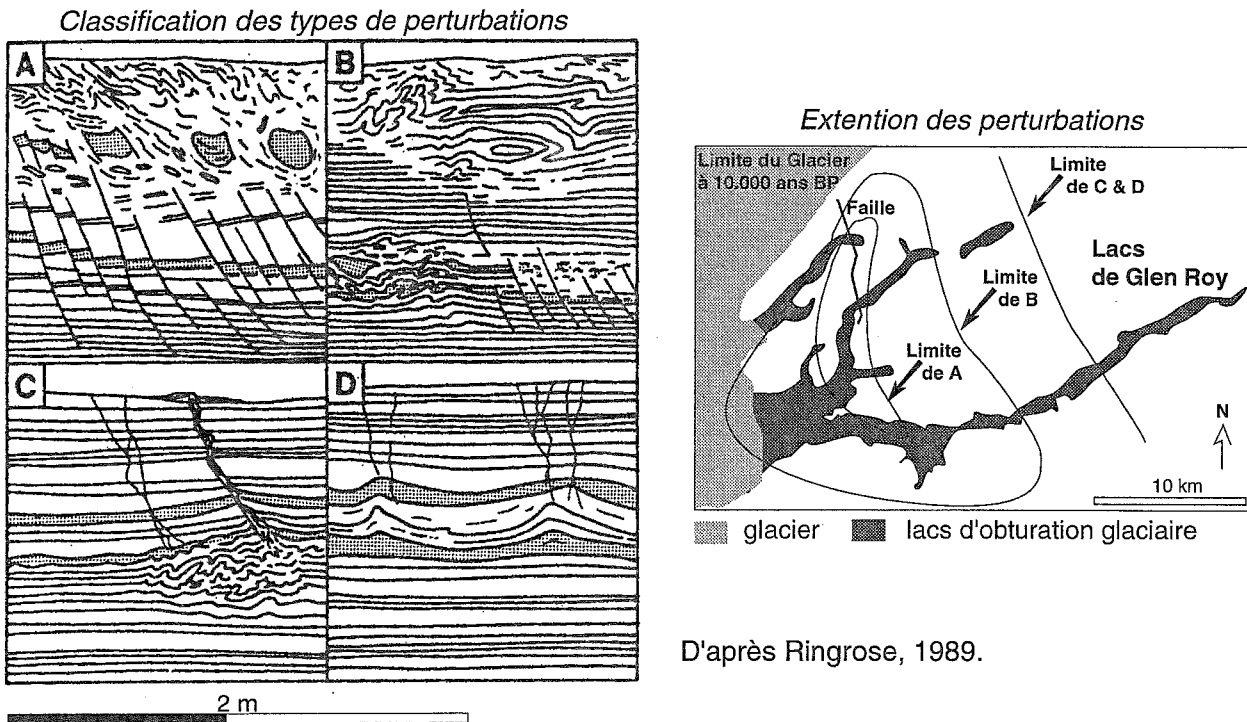 Classification des types de perturbations
A
B
C
D
2 m
Extention des perturbations
Limite du Glacier
à 10.000 ans BP
Faille
Limite
de C & D
Lacs
de Glen Roy
Limite
de B
Limite
de A
N
10 km
glacier
lacs d'obturation glaciaire
D'après Ringrose, 1989.